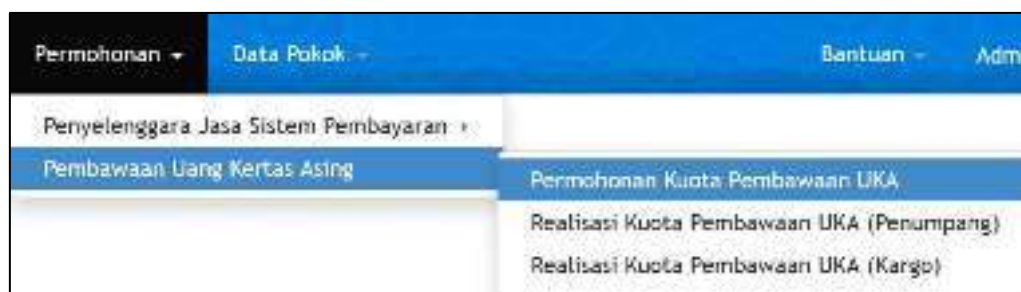 Permohonan Data Pokok Bantuan Adm
Penyelenggara Jasa Sistem Pembayaran
Pembawaan Uang Kertas Asing
Permohonan Kuota Pembawaan UKA
Realisasi Kuota Pembawaan UKA (Penumpang)
Realisasi Kuota Pembawaan UKA (Kargo)